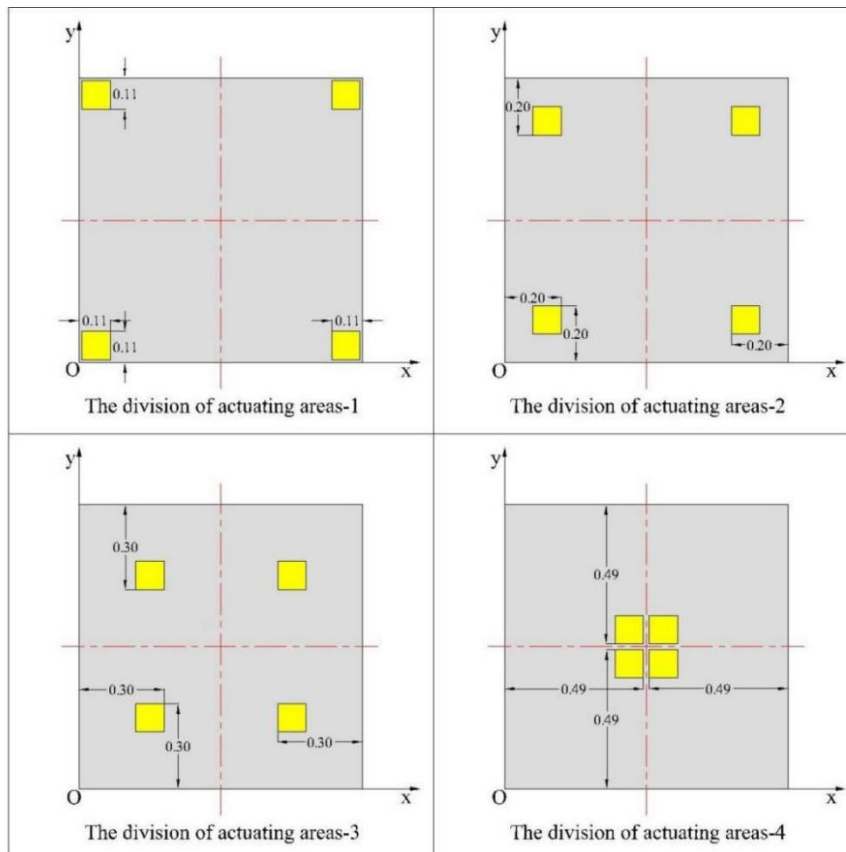 y
0.11
0.11
0.11
0.11
O
x
The division of actuating areas-1
y
0.20
0.20
0.20
0.20
O
x
The division of actuating areas-2
y
0.30
0.30
0.30
0.30
O
x
The division of actuating areas-3
y
0.49
0.49
0.49
0.49
O
x
The division of actuating areas-4